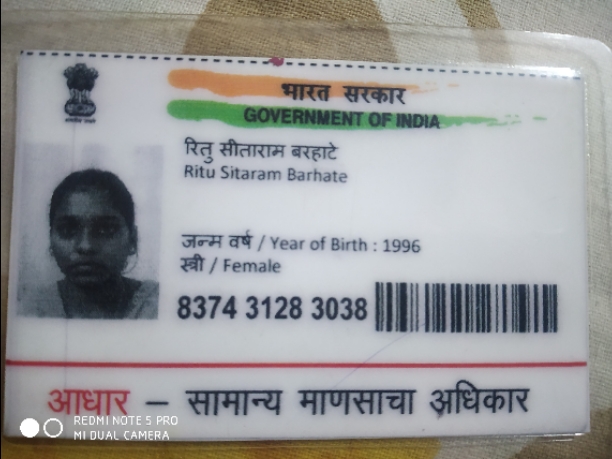 भारत सरकार
GOVERNMENT OF INDIA
रितु सीताराम बरहाटे
Ritu Sitaram Barhate
जन्म वर्ष / Year of Birth : 1996
स्त्री / Female
8374 3128 3038
आधार – सामान्य माणसाचा अधिकार
REDMI NOTE 5 PRO
MI DUAL CAMERA